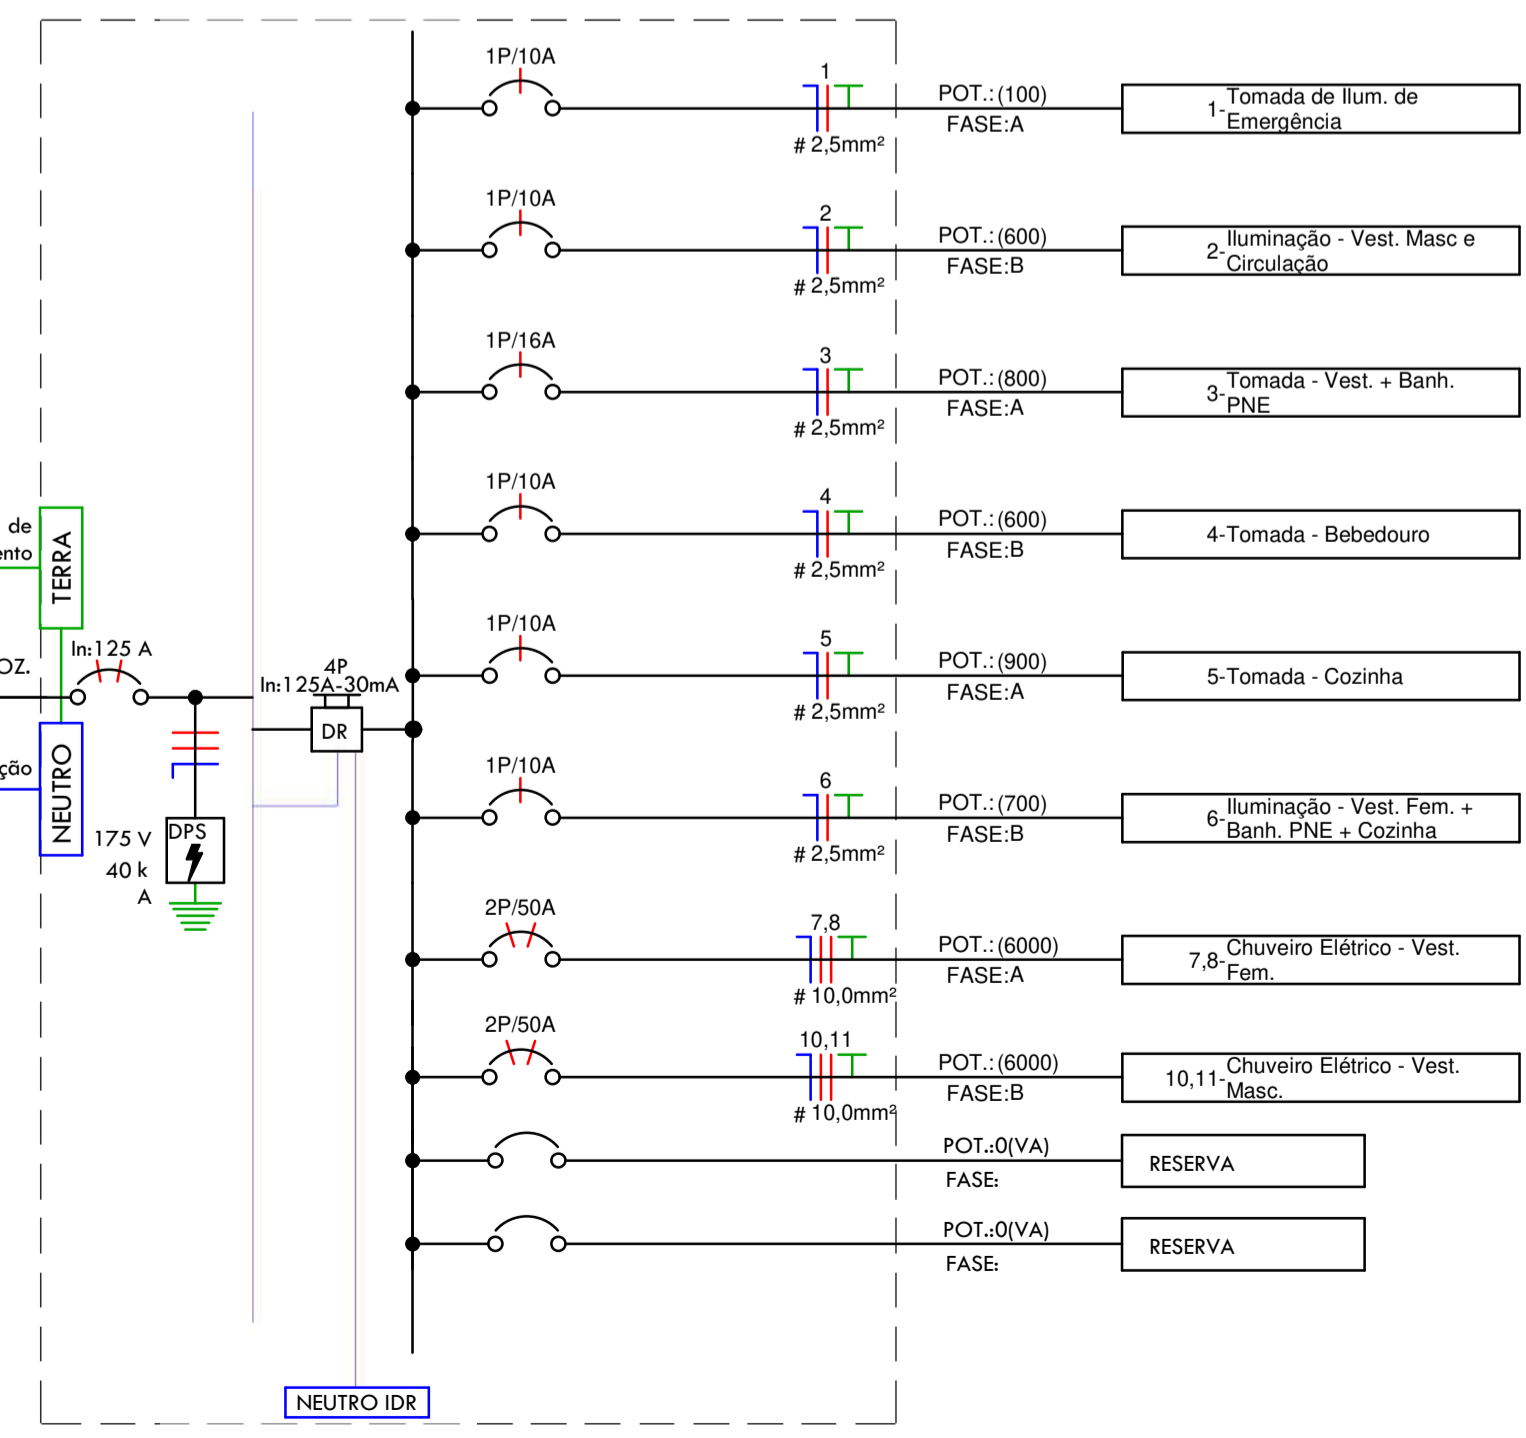 1P/10A
1
# 2,5mm²
POT.:(100)
FASE:A
1-Tomada de Ilum. de
Emergência
1P/10A
2
# 2,5mm²
POT.:(600)
FASE:B
2-Iluminação - Vest. Masc e
Circulação
1P/16A
3
# 2,5mm²
POT.:(800)
FASE:A
3-Tomada - Vest. + Banh.
PNE
1P/10A
4
# 2,5mm²
POT.:(600)
FASE:B
4-Tomada - Bebedouro
1P/10A
5
# 2,5mm²
POT.:(900)
FASE:A
5-Tomada - Cozinha
1P/10A
6
# 2,5mm²
POT.:(700)
FASE:B
6-Iluminação - Vest. Fem. +
Banh. PNE + Cozinha
2P/50A
7,8
# 10,0mm²
POT.:(6000)
FASE:A
7,8-Chuveiro Elétrico - Vest.
Fem.
2P/50A
10,11
# 10,0mm²
POT.:(6000)
FASE:B
10,11-Chuveiro Elétrico - Vest.
Masc.
POT.:0(VA)
FASE:
RESERVA
POT.:0(VA)
FASE:
RESERVA
de
ento
TERRA
OZ.
In:125 A
NEUTRO
ção
175 V
40 k
A
DPS
4P
In:125A-30mA
DR
NEUTRO IDR